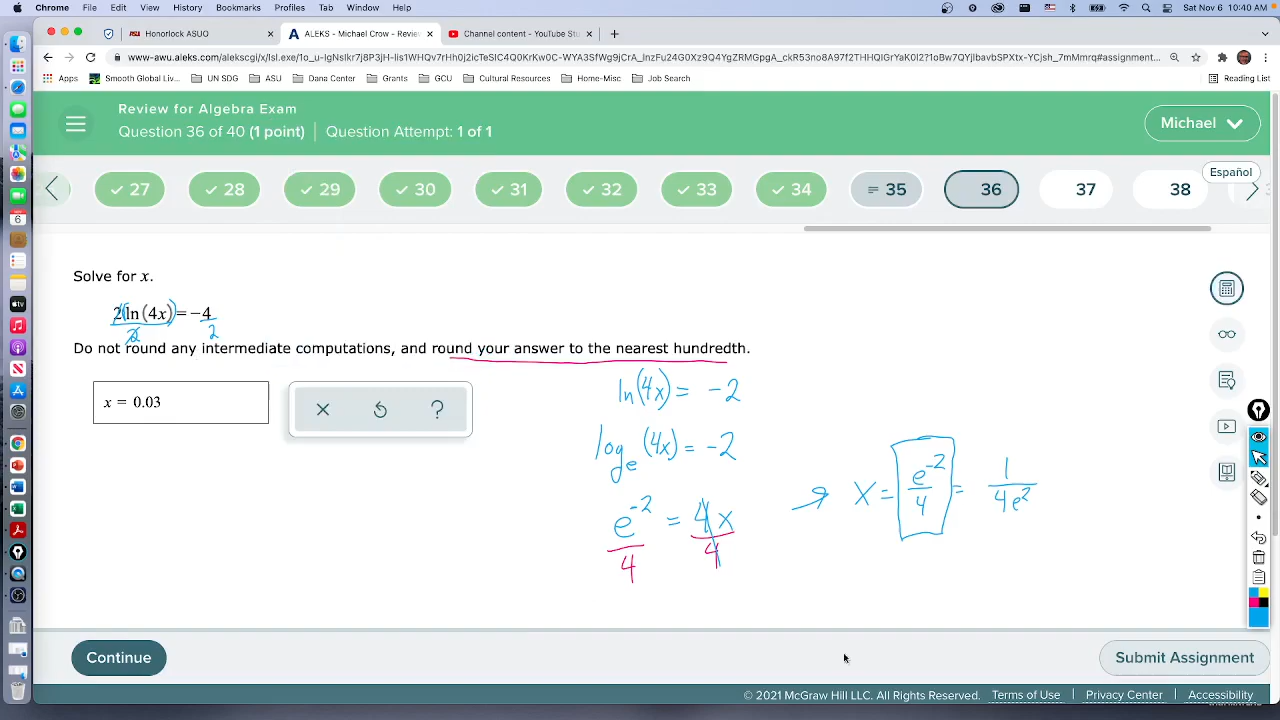 Chrome File Edit View History Bookmarks Profiles Tab Window Help Sat Nov 6 10:40 AM
Honorlock ASUO × ALEKS - Michael Crow - Revie × Channel content - YouTube Stu × +
Apps Smooth Global Liv... UN SDG ASU Dana Center Grants GCU Cultural Resources Home-Misc Job Search Reading List
Review for Algebra Exam
Question 36 of 40 (1 point) | Question Attempt: 1 of 1
Michael
Español
27 28 29 30 31 32 33 34 35 36 37 38
Solve for x.
2 ln (4x) = −4
2 2
Do not round any intermediate computations, and round your answer to the nearest hundredth.
x = 0.03
× ?
ln(4x) = -2
log e (4x) = -2
e^-2 / 4 = 4x / 4
→ x = e^-2 / 4 = 1 / 4e^2
Continue
Submit Assignment
© 2021 McGraw Hill LLC. All Rights Reserved. Terms of Use | Privacy Center | Accessibility